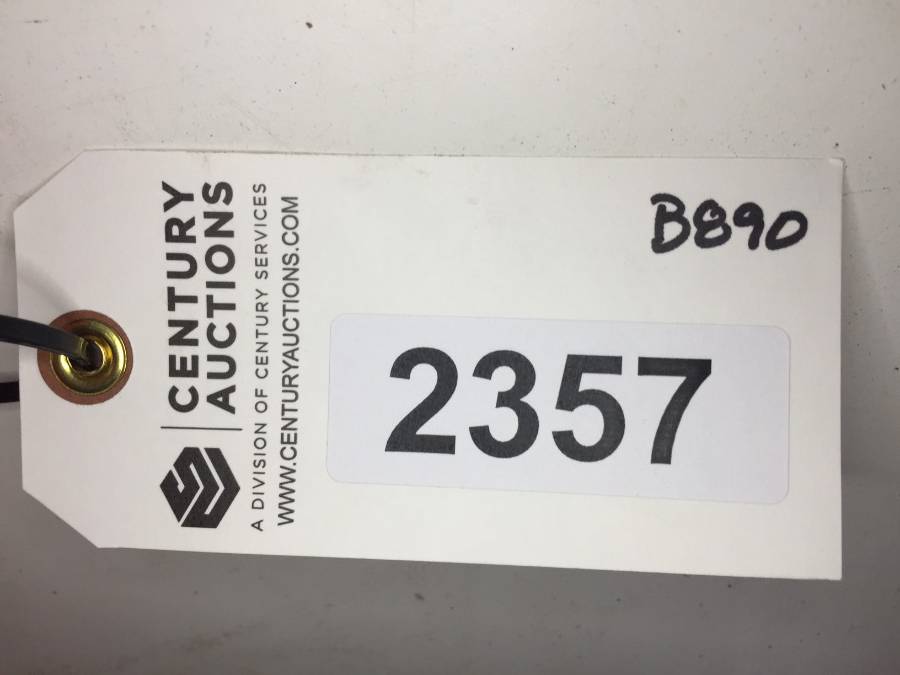 CENTURY
AUCTIONS
A DIVISION OF CENTURY SERVICES
WWW.CENTURYAUCTIONS.COM
B890
2357